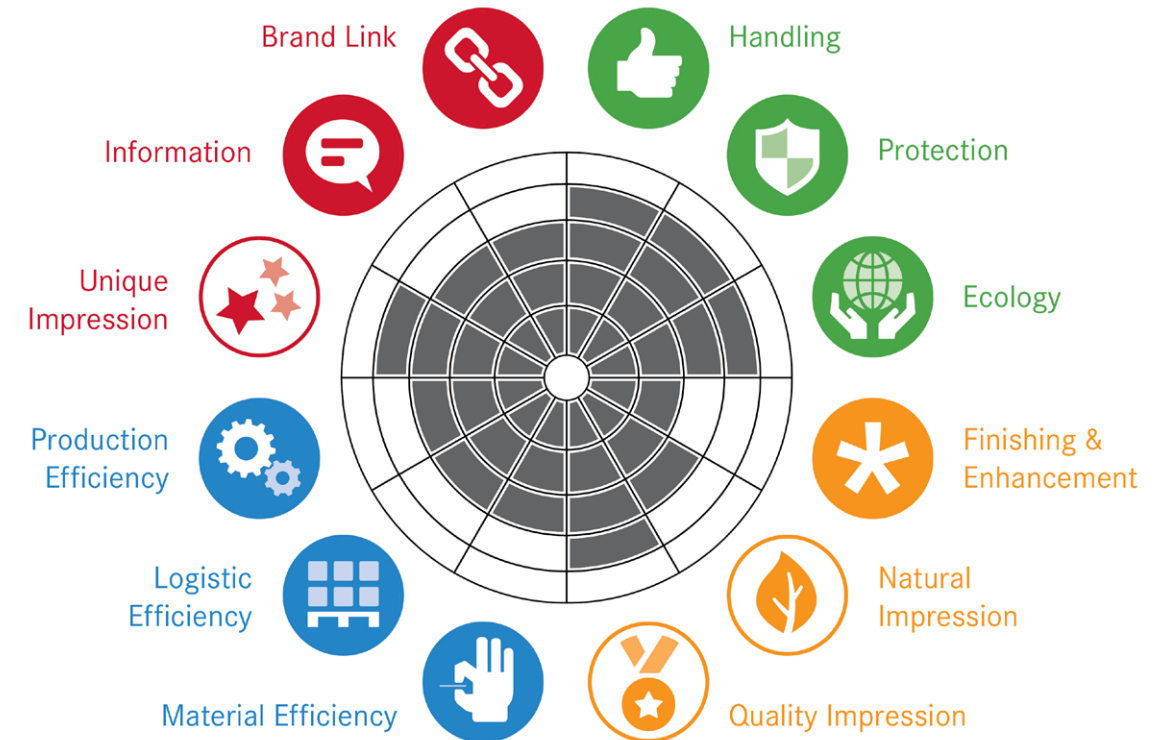 Brand Link
Handling
Information
Protection
Unique
Impression
Ecology
Production
Efficiency
Finishing &
Enhancement
Logistic
Efficiency
Natural
Impression
Material Efficiency
Quality Impression